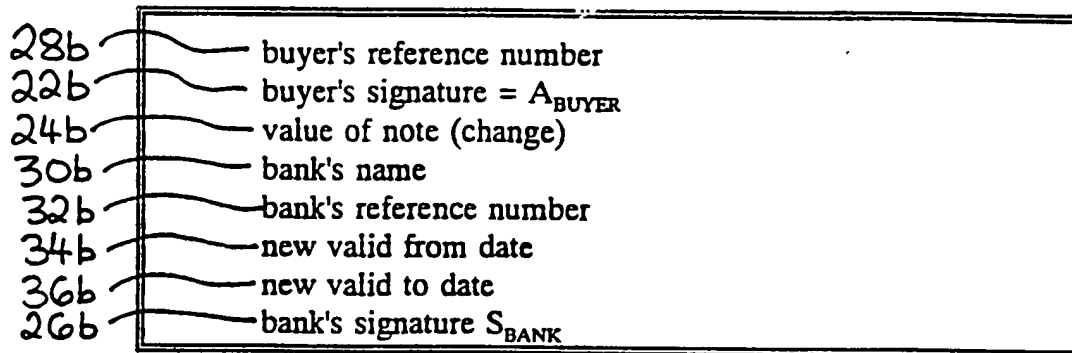 28b buyer's reference number
22b buyer's signature = A_BUYER
24b value of note (change)
30b bank's name
32b bank's reference number
34b new valid from date
36b new valid to date
26b bank's signature S_BANK